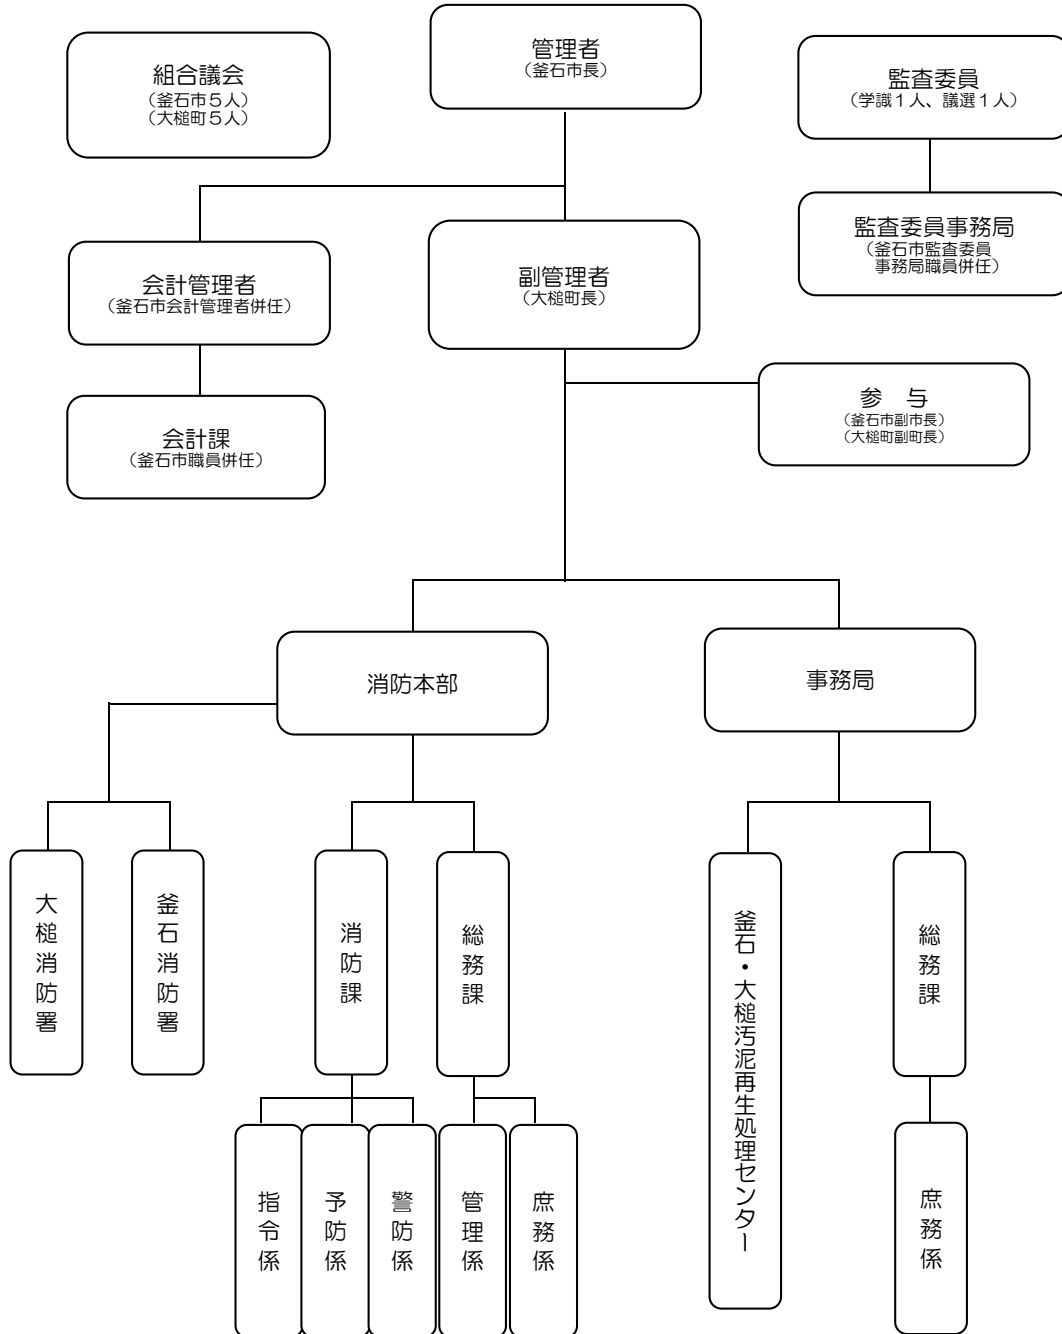 管理者
（釜石市長）
組合議会
（釜石市５人）
（大槌町５人）
監査委員
（学識１人、議選１人）
監査委員事務局
（釜石市監査委員
事務局職員併任）
会計管理者
（釜石市会計管理者併任）
副管理者
（大槌町長）
会計課
（釜石市職員併任）
参　与
（釜石市副市長）
（大槌町副町長）
消防本部
事務局
大槌消防署
釜石消防署
消防課
総務課
釜石・大槌汚泥再生処理センター
総務課
指令係
予防係
警防係
管理係
庶務係
庶務係